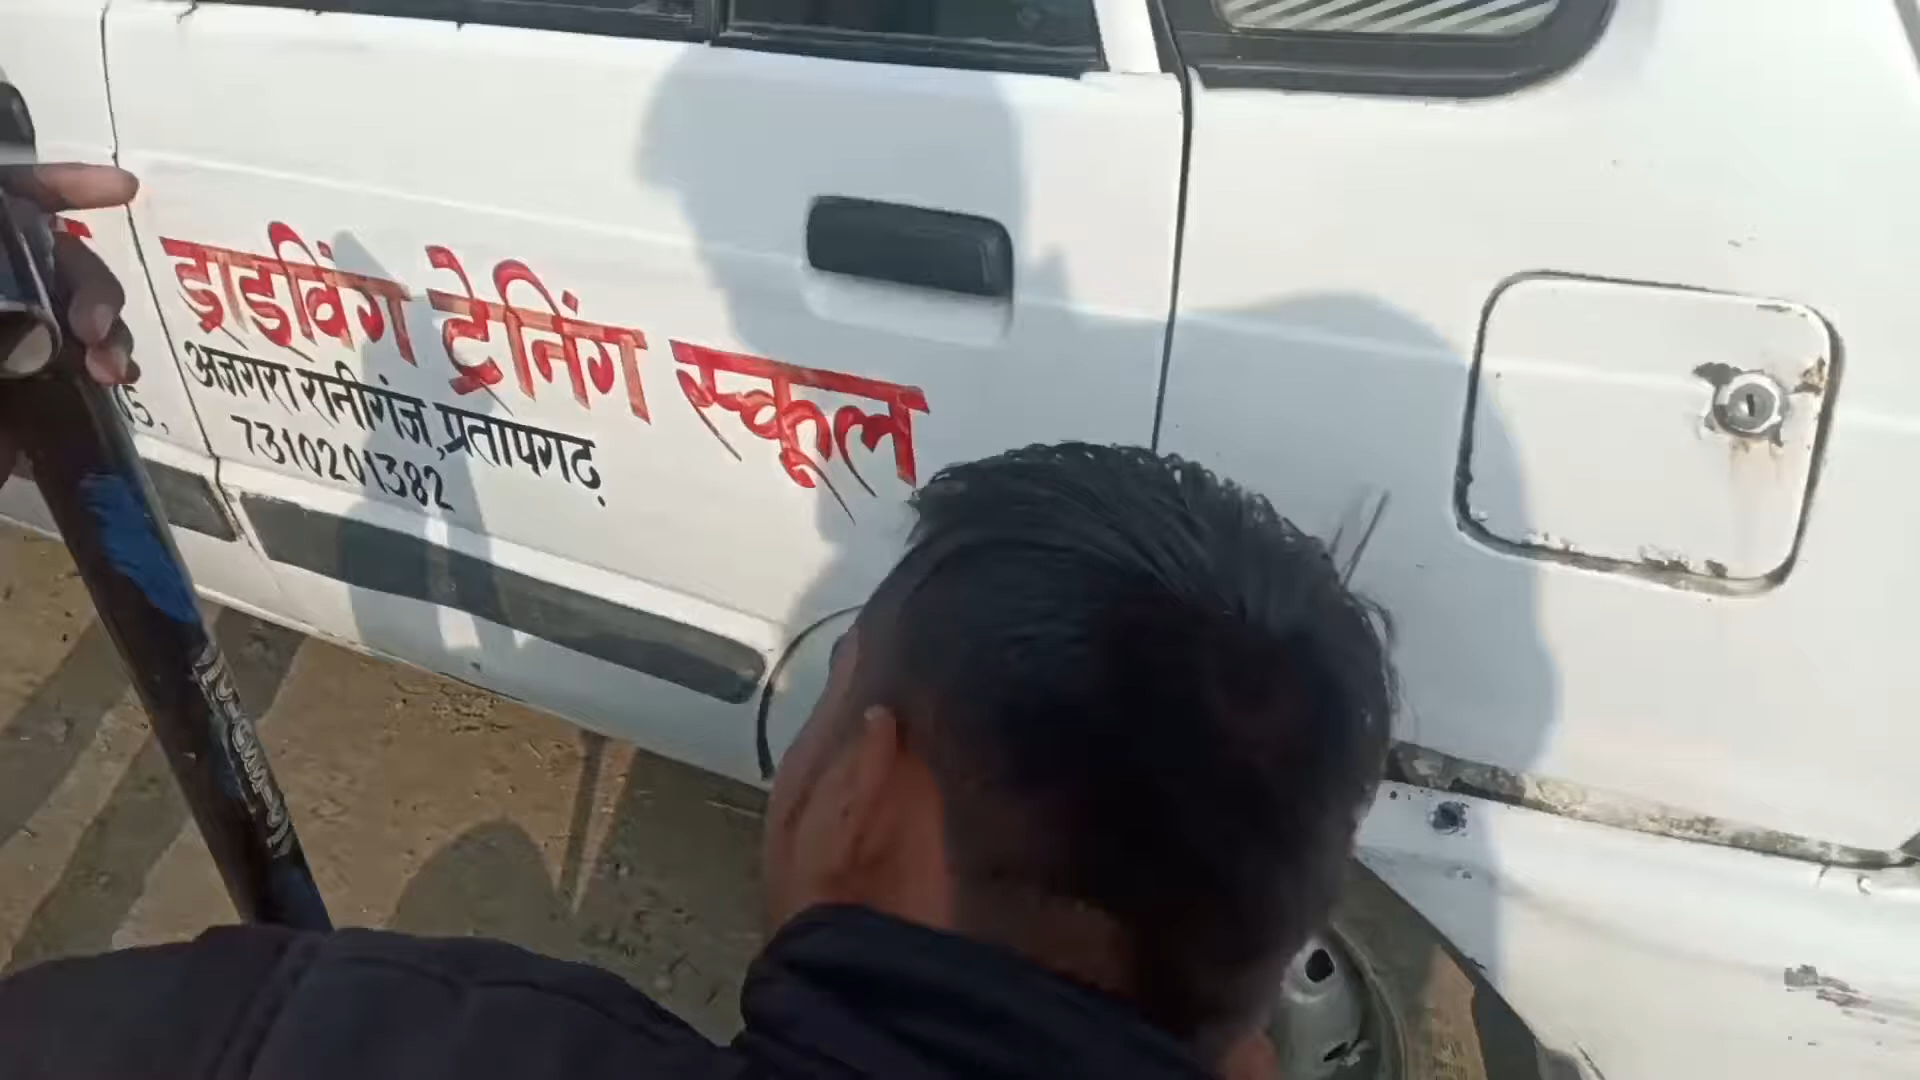 ड्राइविंग ट्रेनिंग स्कूल
अजगरा रानीगंज, प्रतापगढ़
7310201382